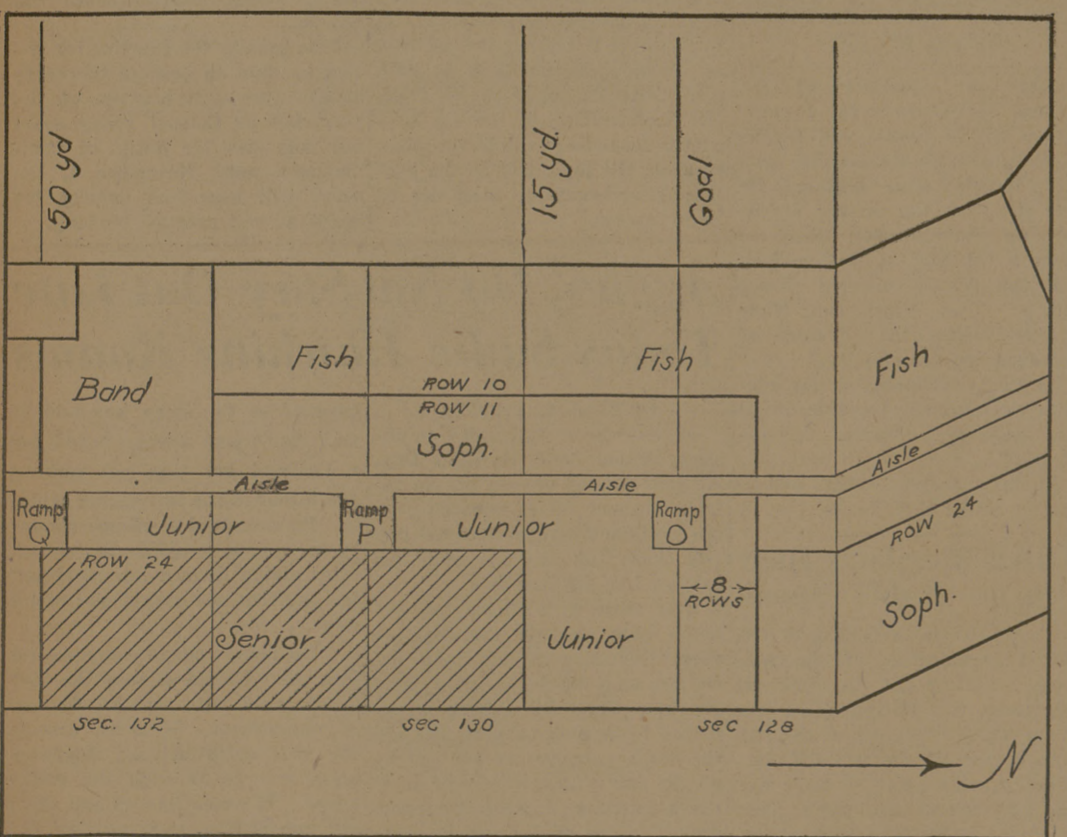 50 yd
15 yd.
Goal
Band
Fish
Fish
Fish
ROW 10
ROW 11
Soph.
Aisle
Aisle
Aisle
Ramp
Q
Junior
Ramp
P
Junior
Ramp
O
ROW 24
ROW 24
8
ROWS
Senior
Junior
Soph.
sec. 132
sec 130
sec 128
N